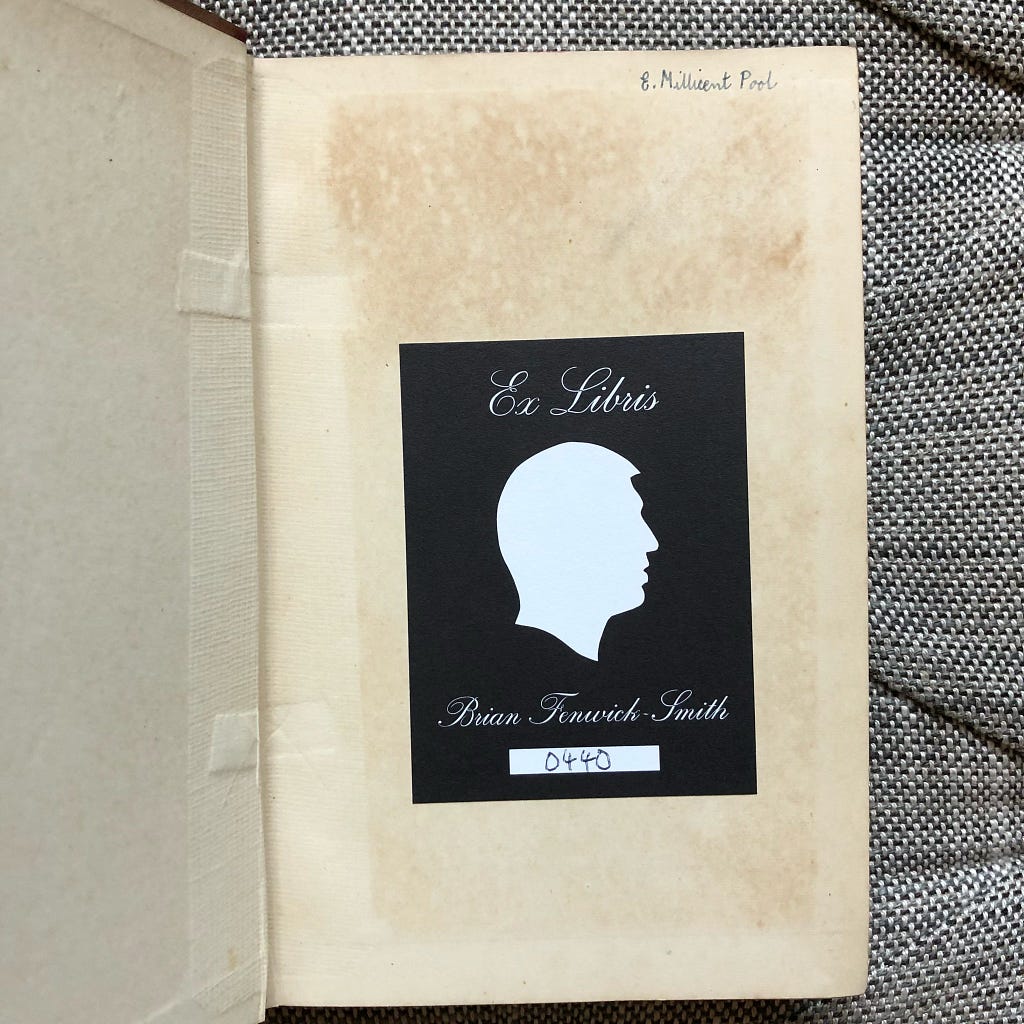 E. Millicent Pool
Ex Libris
Brian Fenwick-Smith
0440